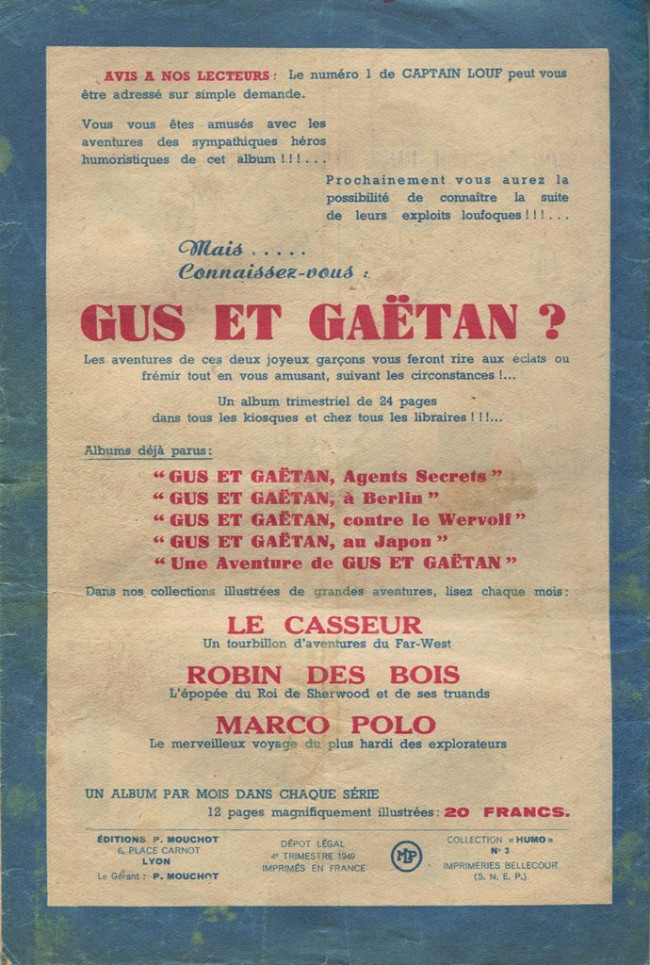 AVIS A NOS LECTEURS : Le numéro 1 de CAPTAIN LOUF peut vous
être adressé sur simple demande.
Vous vous êtes amusés avec les
aventures des sympathiques héros
humoristiques de cet album !!!...
Prochainement vous aurez la
possibilité de connaître la suite
de leurs exploits loufoques !!!...
Mais .....
Connaissez-vous :
GUS ET GAËTAN ?
Les aventures de ces deux joyeux garçons vous feront rire aux éclats ou
frémir tout en vous amusant, suivant les circonstances !...
Un album trimestriel de 24 pages
dans tous les kiosques et chez tous les libraires !!!...
Albums déjà parus :
“ GUS ET GAËTAN, Agents Secrets ”
“ GUS ET GAËTAN, à Berlin ”
“ GUS ET GAËTAN, contre le Wervolf ”
“ GUS ET GAËTAN, au Japon ”
“ Une Aventure de GUS ET GAËTAN ”
Dans nos collections illustrées de grandes aventures, lisez chaque mois :
LE CASSEUR
Un tourbillon d'aventures du Far-West
ROBIN DES BOIS
L'épopée du Roi de Sherwood et de ses truands
MARCO POLO
Le merveilleux voyage du plus hardi des explorateurs
UN ALBUM PAR MOIS DANS CHAQUE SÉRIE
12 pages magnifiquement illustrées : 20 FRANCS.
ÉDITIONS P. MOUCHOT
6, PLACE CARNOT
LYON
Le Gérant : P. MOUCHOT
DÉPOT LÉGAL
4e TRIMESTRE 1949
IMPRIMÉS EN FRANCE
MLP
COLLECTION « HUMO »
N° 3
IMPRIMERIES BELLECOUR
(S. N. E. P.)